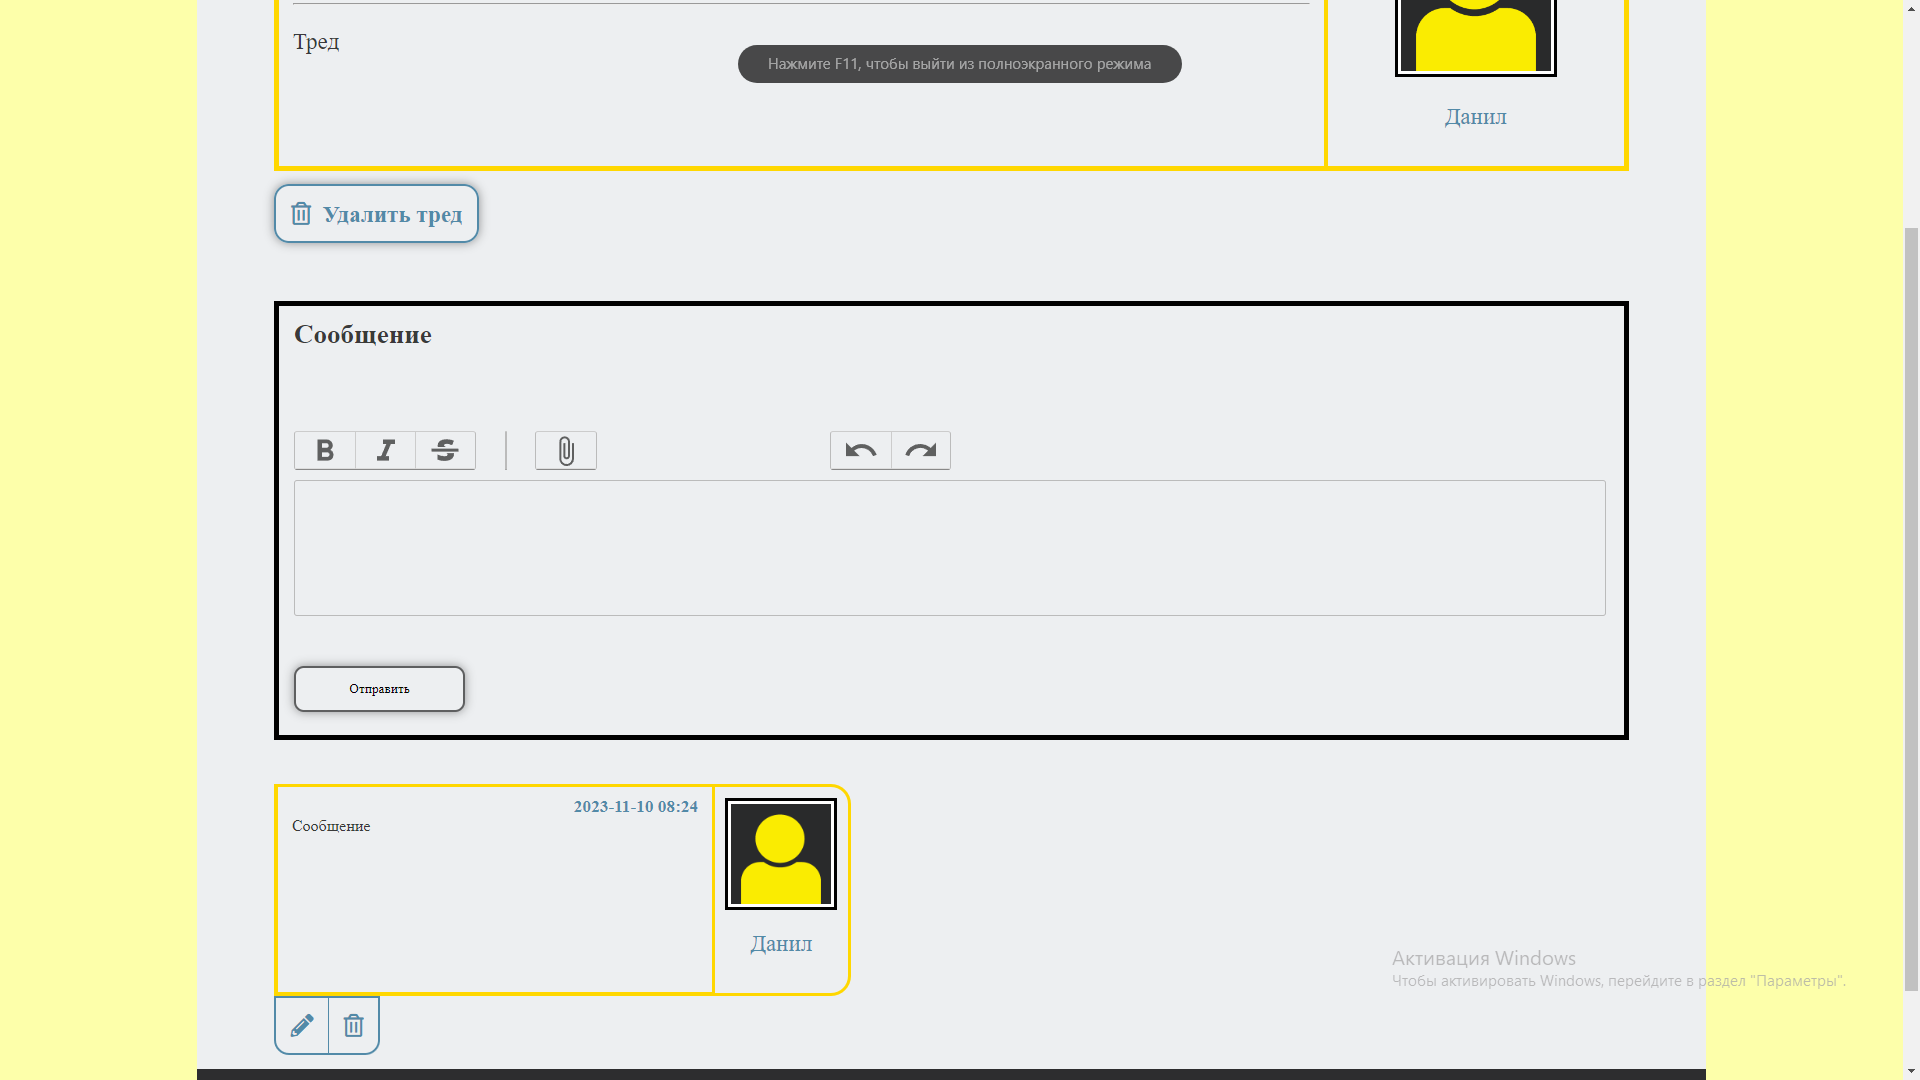 Тред
Нажмите F11, чтобы выйти из полноэкранного режима
Данил
Удалить тред
Сообщение
B I S
Отправить
2023-11-10 08:24
Сообщение
Данил
Активация Windows
Чтобы активировать Windows, перейдите в раздел "Параметры".